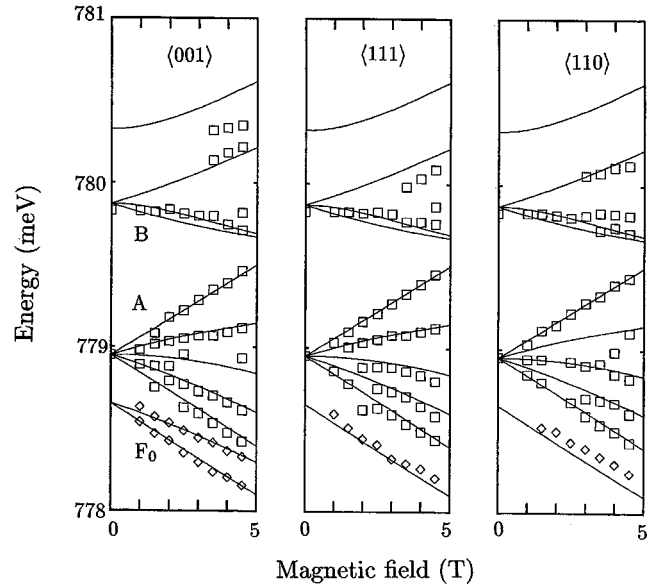 781
⟨001⟩
⟨111⟩
⟨110⟩
780
B
Energy (meV)
A
779
F₀
778
0 5 0 5 0 5
Magnetic field (T)